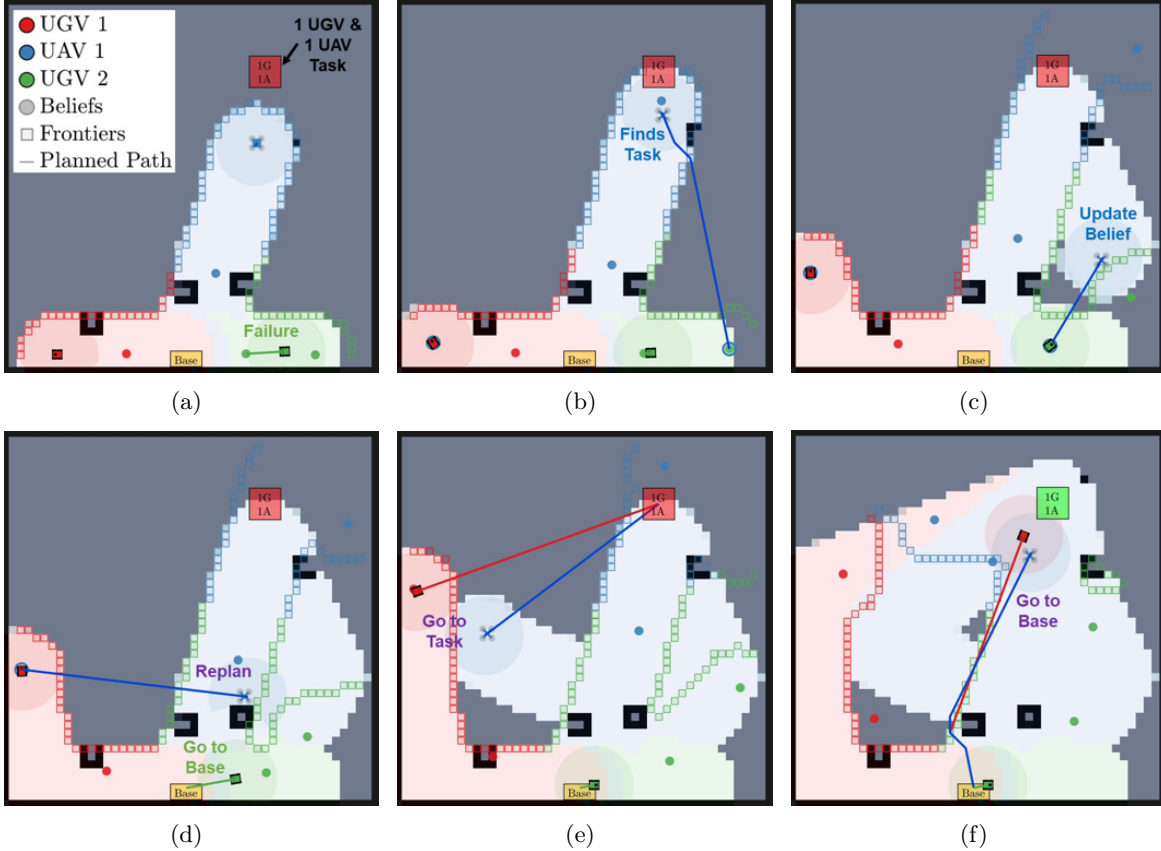 UGV 1
UAV 1
UGV 2
Beliefs
Frontiers
Planned Path
1 UGV &
1 UAV
Task
1G
1A
Failure
Base
(a)
1G
1A
Finds
Task
Base
(b)
1G
1A
Update
Belief
Base
(c)
1G
1A
Replan
Go to
Base
Base
(d)
1G
1A
Go to
Task
Base
(e)
1G
1A
Go to
Base
Base
(f)